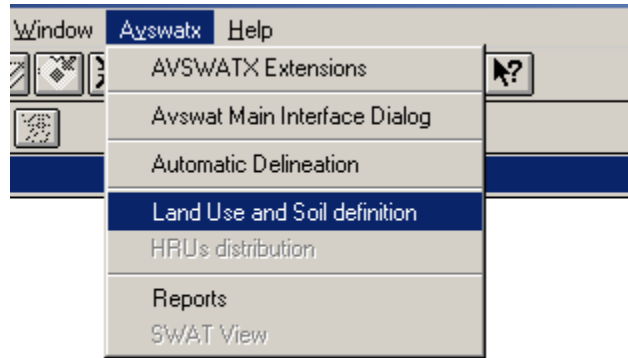 Window Avswatx Help
AVSWATX Extensions
Avswat Main Interface Dialog
Automatic Delineation
Land Use and Soil definition
HRUs distribution
Reports
SWAT View